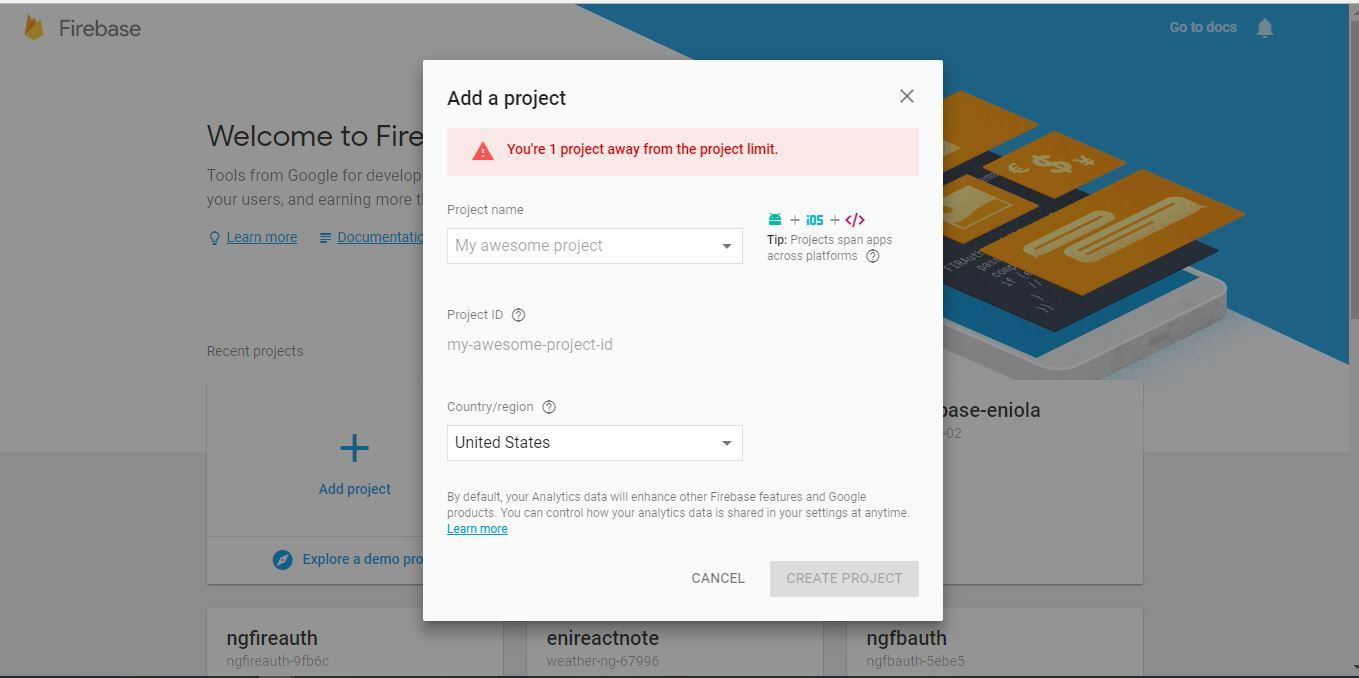 Firebase
Go to docs
Welcome to Fire
Tools from Google for develop
your users, and earning more t
Learn more
Documentatio
Recent projects
Add project
Explore a demo pro
Add a project
You're 1 project away from the project limit.
Project name
My awesome project
+ iOS + </>
Tip: Projects span apps
across platforms
Project ID
my-awesome-project-id
Country/region
United States
By default, your Analytics data will enhance other Firebase features and Google
products. You can control how your analytics data is shared in your settings at anytime.
Learn more
CANCEL
CREATE PROJECT
base-eniola
-02
ngfireauth
ngfireauth-9fb6c
enireactnote
weather-ng-67996
ngfbauth
ngfbauth-5ebe5